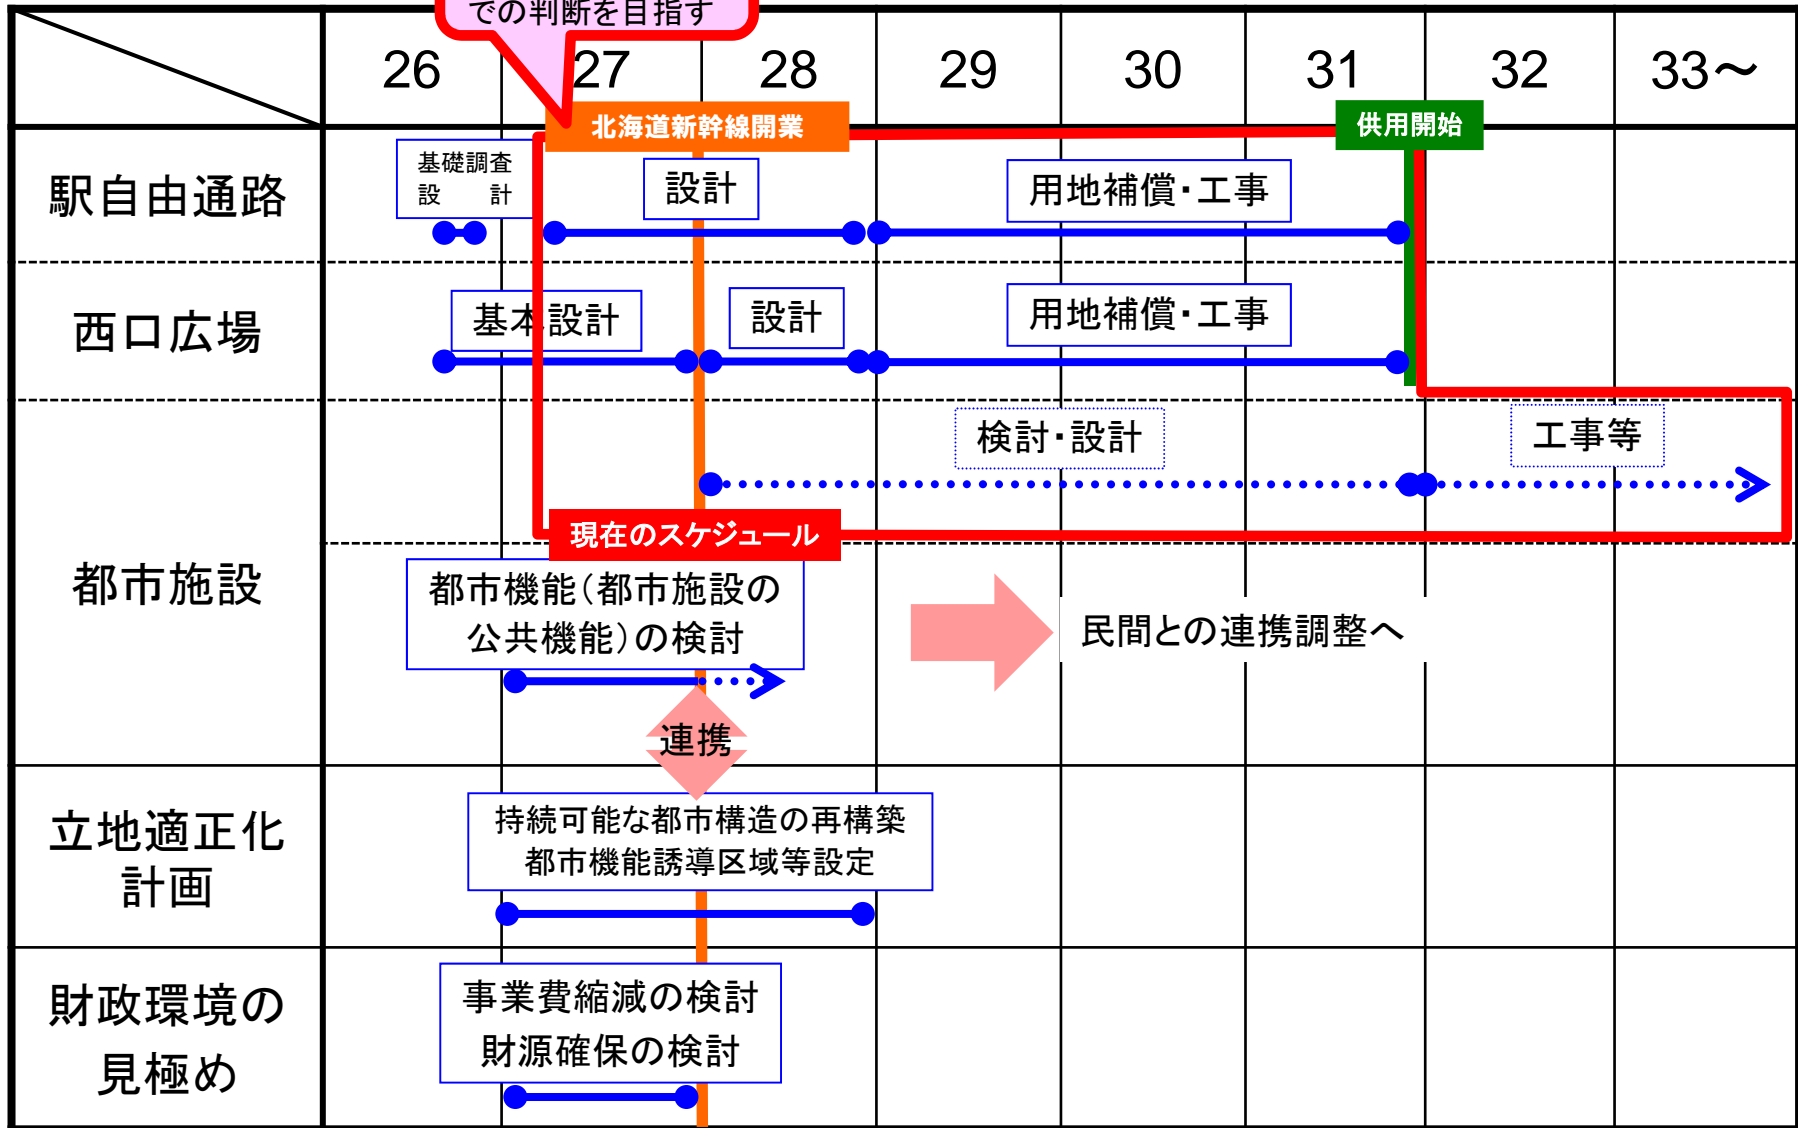 での判断を目指す
26 27 28 29 30 31 32 33～
北海道新幹線開業
供用開始
駅自由通路
基礎調査
設　　計
設計
用地補償・工事
西口広場
基本設計
設計
用地補償・工事
都市施設
検討・設計
工事等
現在のスケジュール
都市機能（都市施設の
公共機能）の検討
民間との連携調整へ
連携
立地適正化
計画
持続可能な都市構造の再構築
都市機能誘導区域等設定
財政環境の
見極め
事業費縮減の検討
財源確保の検討